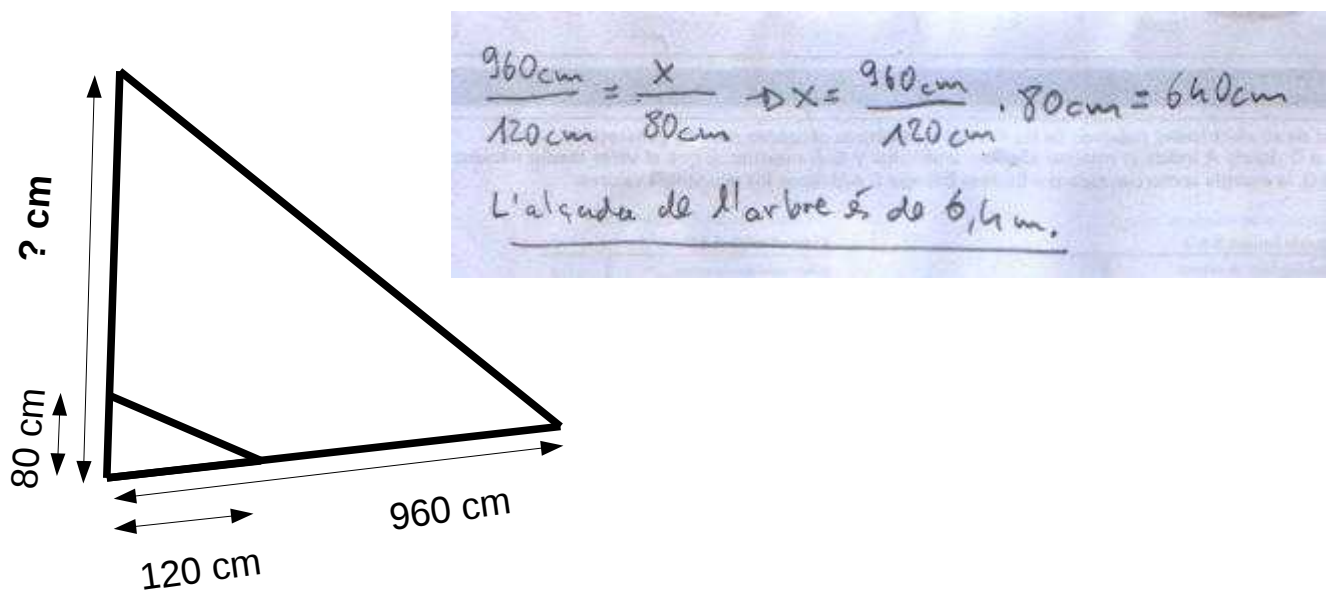 960cm/120cm = x/80cm → x= 960cm/120cm · 80cm = 640cm
L'alçada de l'arbre és de 6,4 m.
? cm
80 cm
960 cm
120 cm